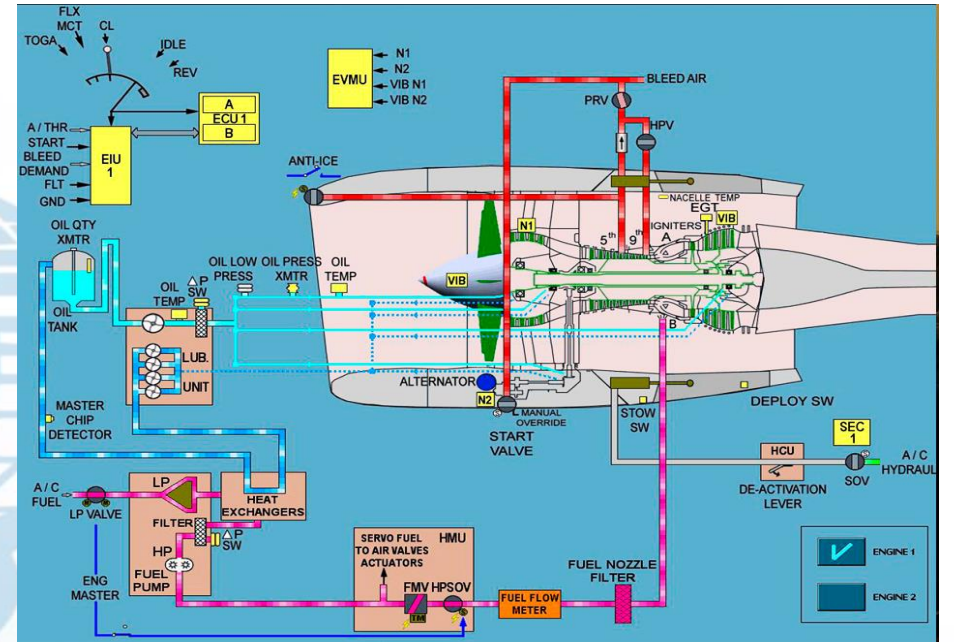 FLX
MCT
CL
TOGA
IDLE
REV
A
ECU 1
B
A / THR
START
BLEED
DEMAND
FLT
GND
EIU
1
EVMU
N1
N2
VIB N1
VIB N2
BLEED AIR
PRV
HPV
ANTI-ICE
NACELLE TEMP
EGT
IGNITERS
VIB
5th
9th
A
N1
VIB
B
OIL QTY
XMTR
OIL
TANK
OIL
TEMP
△P
SW
OIL LOW
PRESS
OIL PRESS
XMTR
OIL
TEMP
LUB.
UNIT
MASTER
CHIP
DETECTOR
ALTERNATOR
N2
MANUAL
OVERRIDE
START
VALVE
STOW
SW
DEPLOY SW
SEC
1
HCU
DE-ACTIVATION
LEVER
SOV
A / C
HYDRAUL
A / C
FUEL
LP VALVE
LP
HEAT
EXCHANGERS
FILTER
△P
SW
HP
FUEL
PUMP
ENG
MASTER
SERVO FUEL
TO AIR VALVES
ACTUATORS
HMU
FMV
HPSOV
TM
FUEL FLOW
METER
FUEL NOZZLE
FILTER
ENGINE 1
ENGINE 2